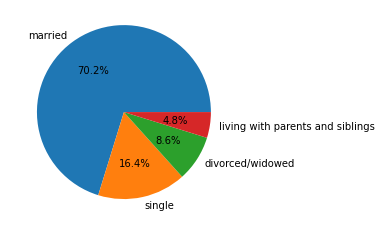 married
70.2%
4.8%
living with parents and siblings
8.6%
divorced/widowed
16.4%
single